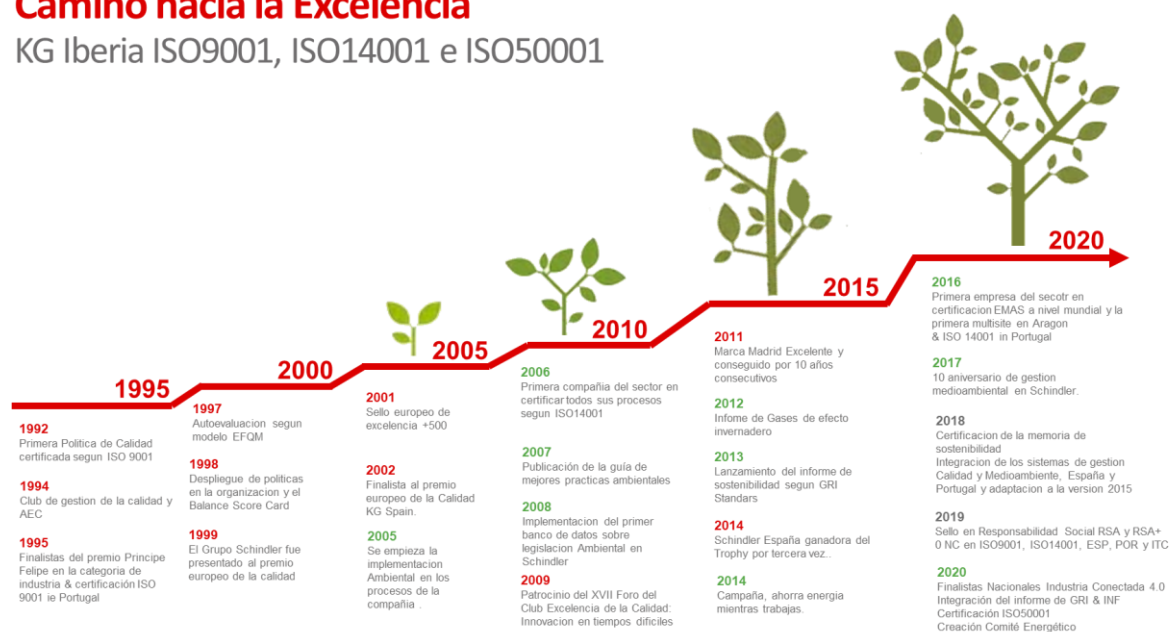 Camino hacia la Excelencia
KG Iberia ISO9001, ISO14001 e ISO50001
1995
1992
Primera Politica de Calidad
certificada segun ISO 9001
1994
Club de gestion de la calidad y
AEC
1995
Finalistas del premio Principe
Felipe en la categoria de
industria & certificación ISO
9001 ie Portugal
2000
1997
Autoevaluacion segun
modelo EFQM
1998
Despliegue de politicas
en la organizacion y el
Balance Score Card
1999
El Grupo Schindler fue
presentado al premio
europeo de la calidad
2005
2001
Sello europeo de
excelencia +500
2002
Finalista al premio
europeo de la Calidad
KG Spain.
2005
Se empieza la
implementacion
Ambiental en los
procesos de la
compañia .
2010
2006
Primera compañia del sector en
certificar todos sus procesos
segun ISO14001
2007
Publicación de la guía de
mejores practicas ambientales
2008
Implementacion del primer
banco de datos sobre
legislacion Ambiental en
Schindler
2009
Patrocinio del XVII Foro del
Club Excelencia de la Calidad:
Innovacion en tiempos dificiles
2015
2011
Marca Madrid Excelente y
conseguido por 10 años
consecutivos
2012
Infome de Gases de efecto
invernadero
2013
Lanzamiento del informe de
sostenibilidad segun GRI
Standars
2014
Schindler España ganadora del
Trophy por tercera vez..
2014
Campaña, ahorra energia
mientras trabajas.
2020
2016
Primera empresa del secotr en
certificacion EMAS a nivel mundial y la
primera multisite en Aragon
& ISO 14001 in Portugal
2017
10 aniversario de gestion
medioambiental en Schindler.
2018
Certificacion de la memoria de
sostenibilidad
Integracion de los sistemas de gestion
Calidad y Medioambiente, España y
Portugal y adaptacion a la version 2015
2019
Sello en Responsabilidad Social RSA y RSA+
0 NC en ISO9001, ISO14001, ESP, POR y ITC
2020
Finalistas Nacionales Industria Conectada 4.0
Integración del informe de GRI & INF
Certificación ISO50001
Creación Comité Energético